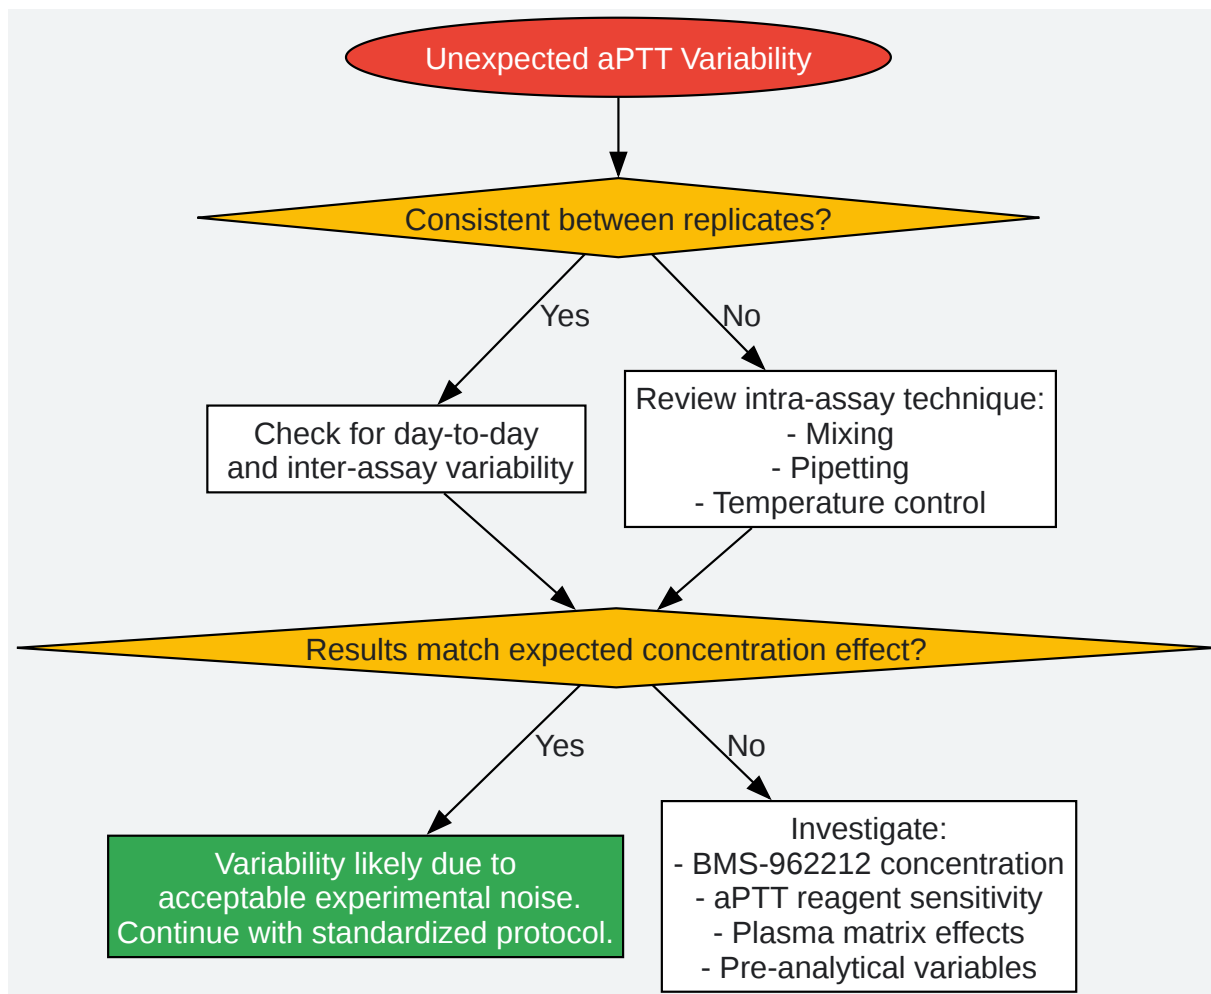 Unexpected aPTT Variability
Consistent between replicates?
Yes
No
Check for day-to-day
and inter-assay variability
Review intra-assay technique:
- Mixing
- Pipetting
- Temperature control
Results match expected concentration effect?
Yes
No
Variability likely due to
acceptable experimental noise.
Continue with standardized protocol.
Investigate:
- BMS-962212 concentration
- aPTT reagent sensitivity
- Plasma matrix effects
- Pre-analytical variables